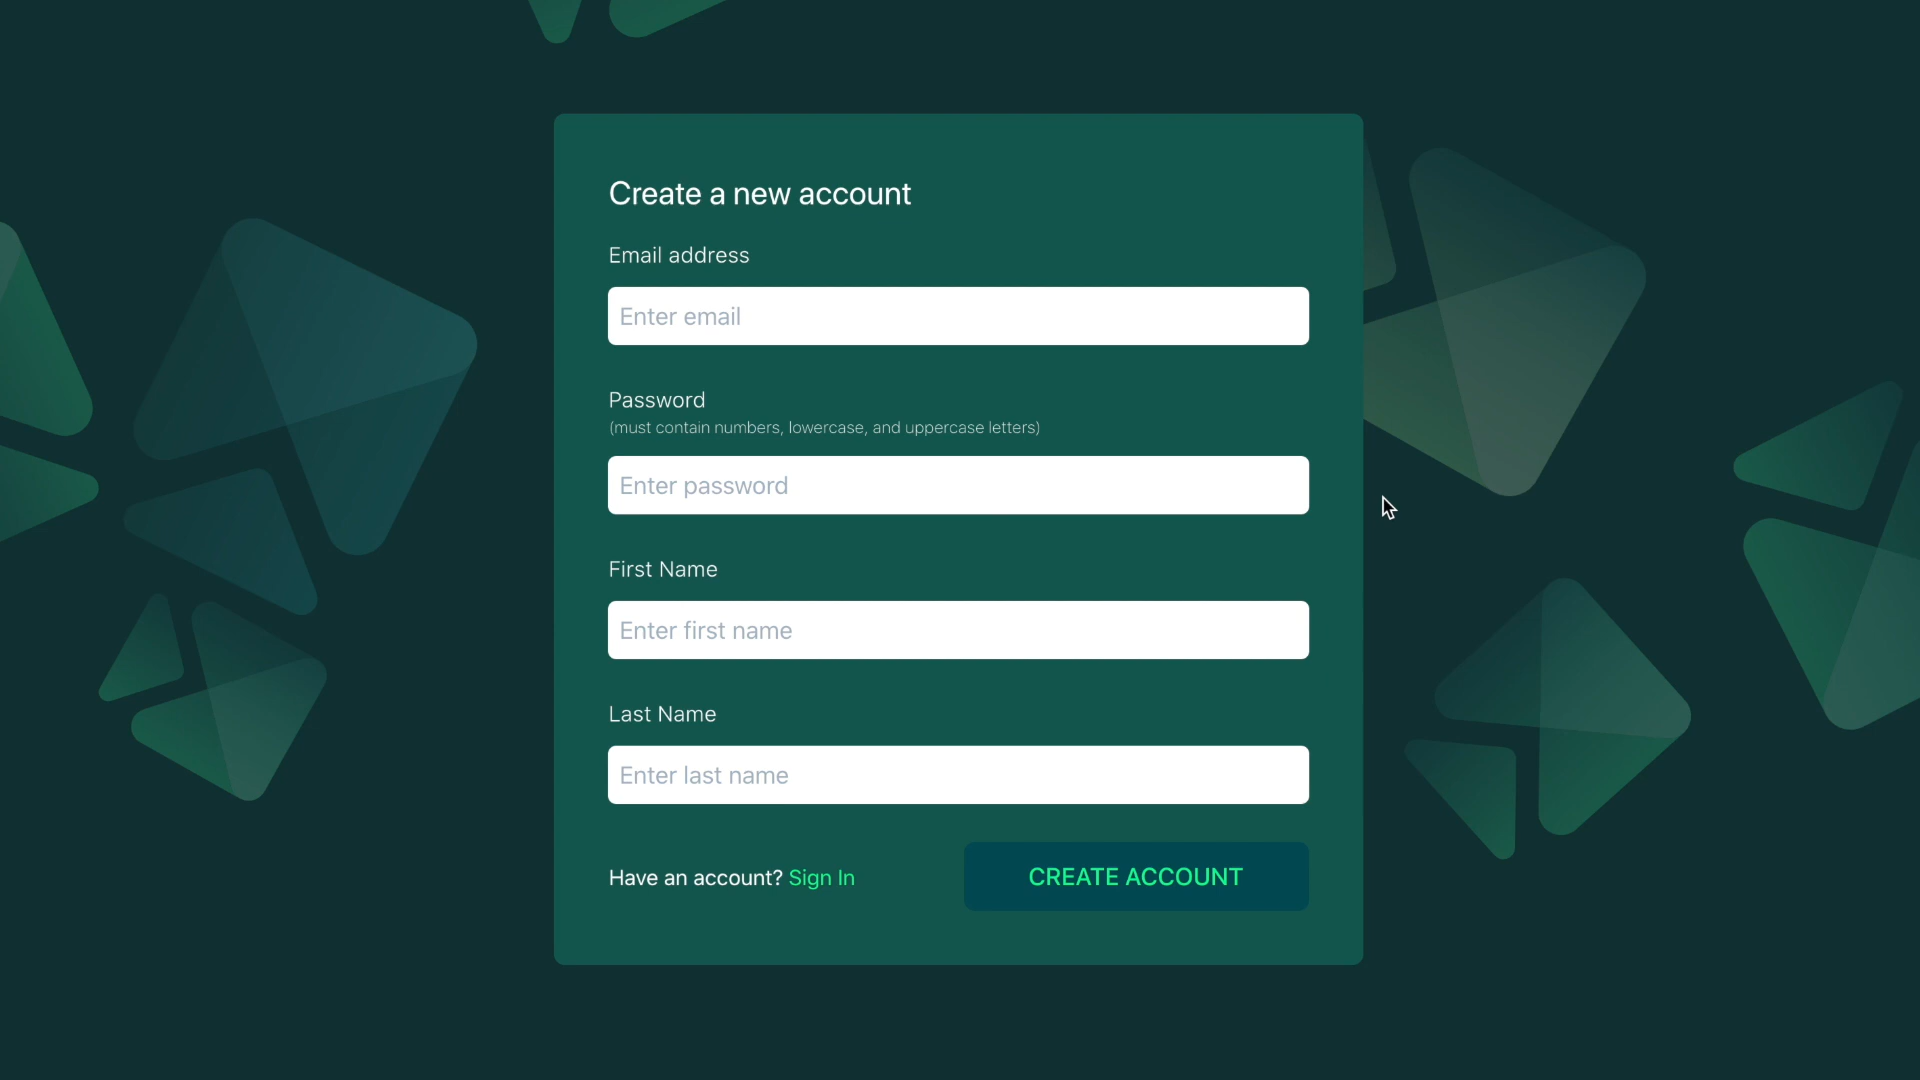 Create a new account
Email address
Enter email
Password
(must contain numbers, lowercase, and uppercase letters)
Enter password
First Name
Enter first name
Last Name
Enter last name
Have an account? Sign In
CREATE ACCOUNT